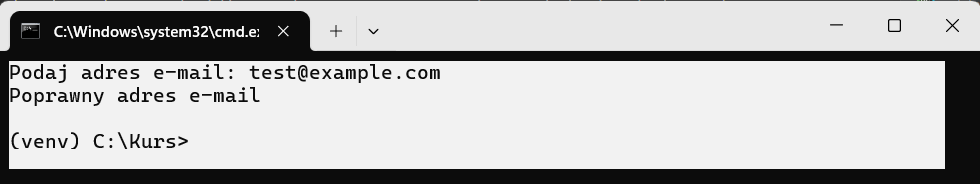 C:\Windows\system32\cmd.e
Podaj adres e-mail: test@example.com
Poprawny adres e-mail
(venv) C:\Kurs>